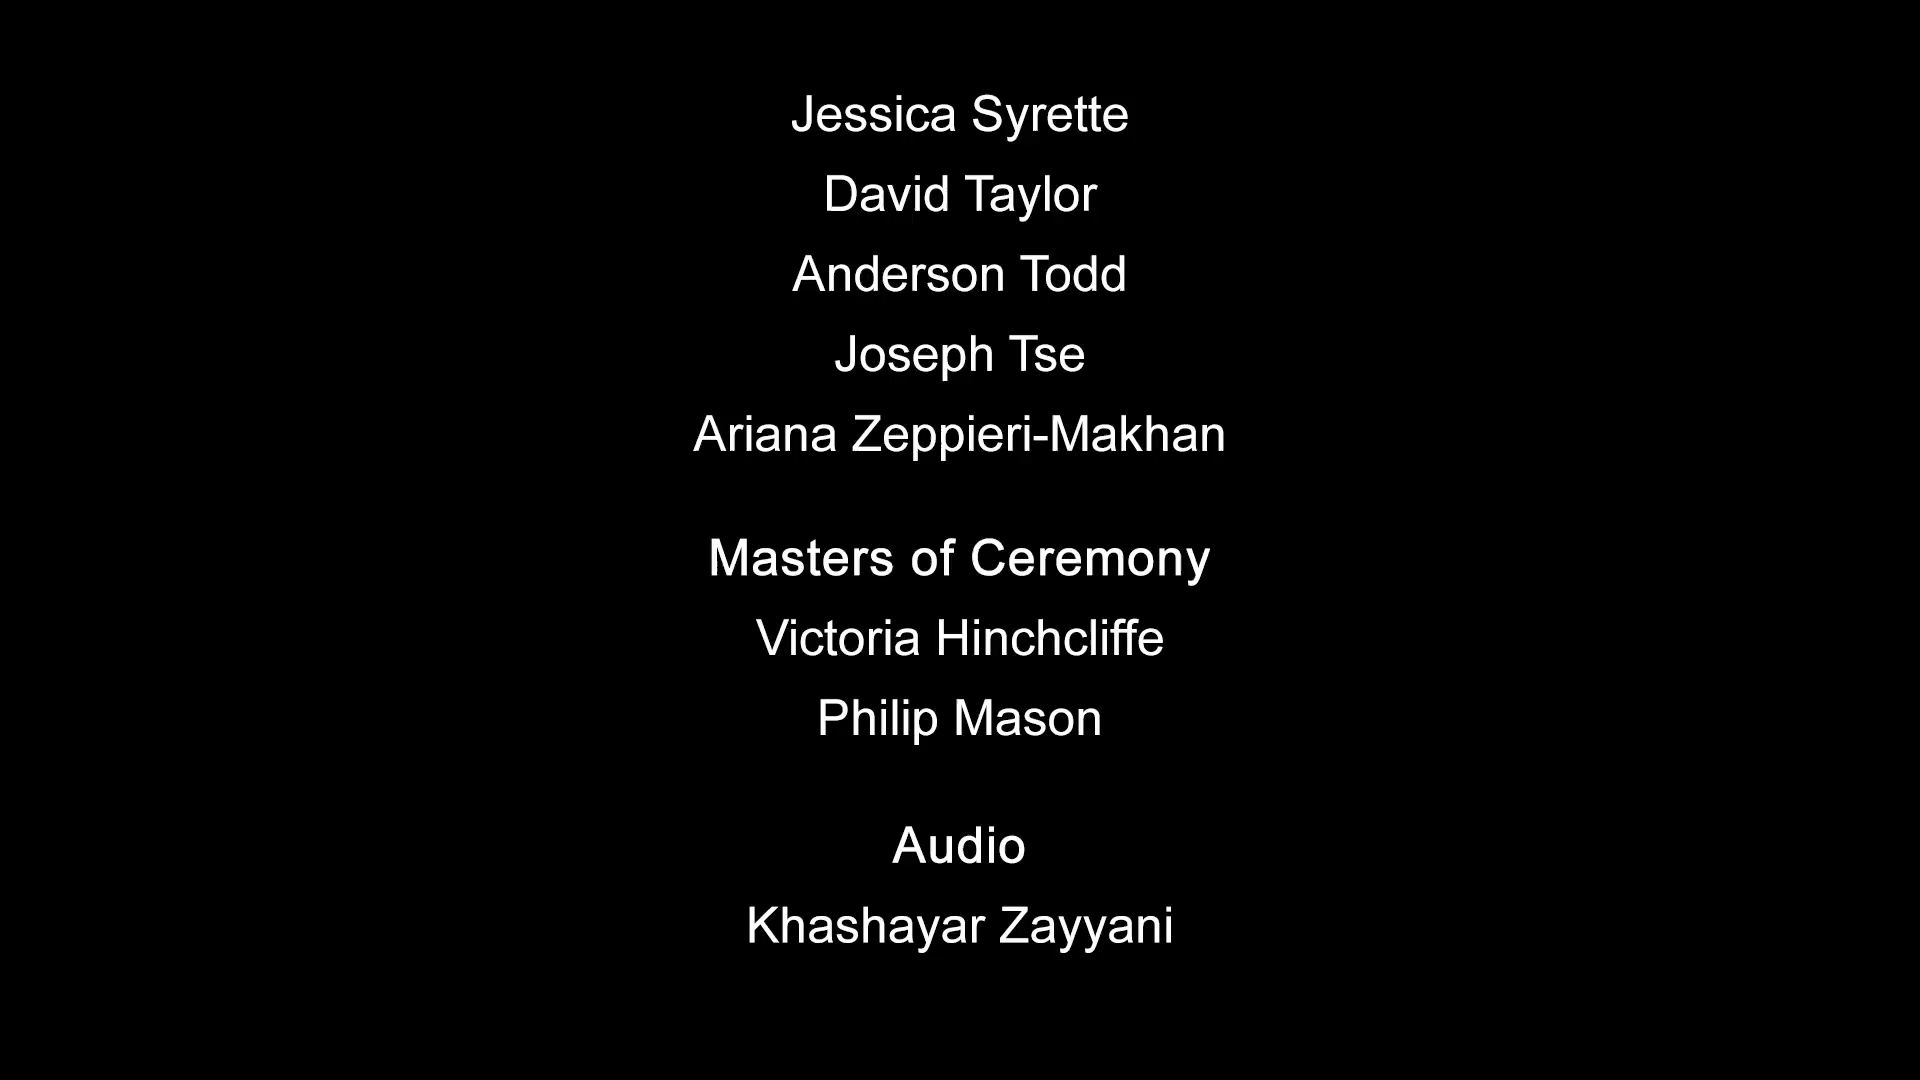 Jessica Syrette
David Taylor
Anderson Todd
Joseph Tse
Ariana Zeppieri-Makhan
Masters of Ceremony
Victoria Hinchcliffe
Philip Mason
Audio
Khashayar Zayyani